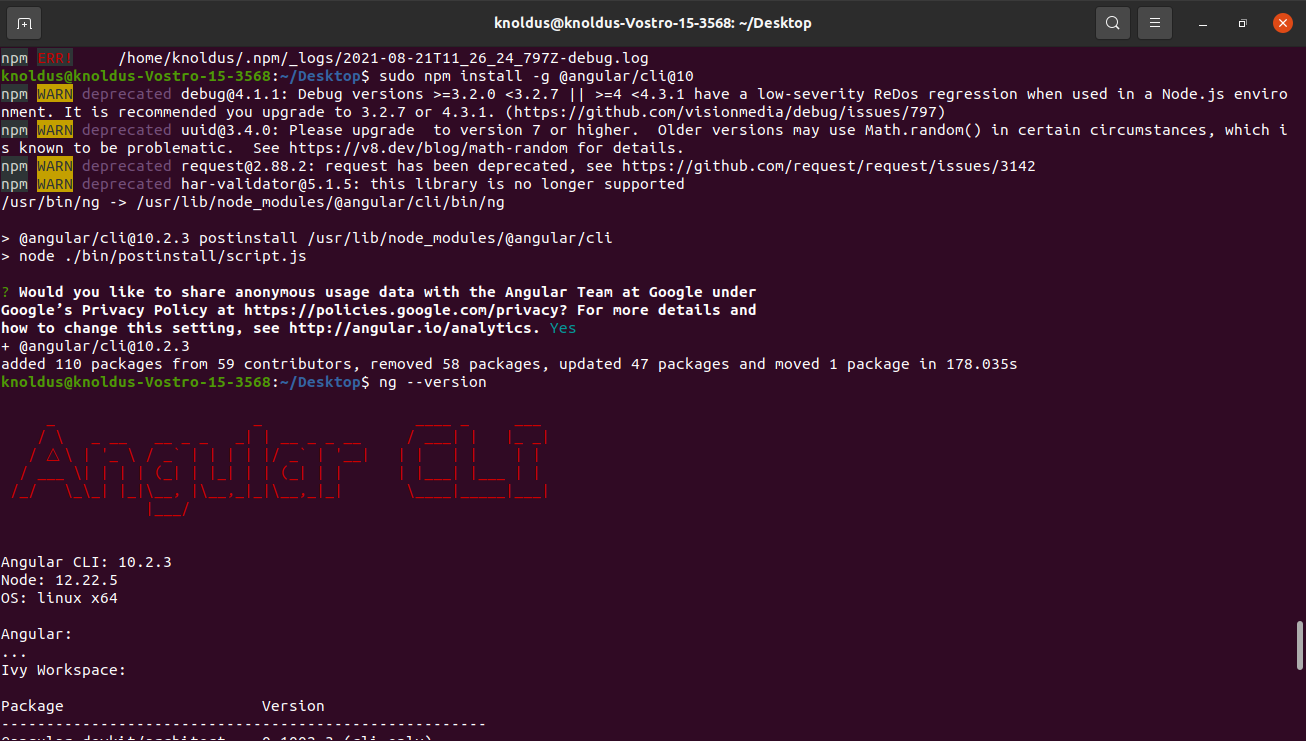 knoldus@knoldus-Vostro-15-3568: ~/Desktop
npm ERR!     /home/knoldus/.npm/_logs/2021-08-21T11_26_24_797Z-debug.log
knoldus@knoldus-Vostro-15-3568:~/Desktop$ sudo npm install -g @angular/cli@10
npm WARN deprecated debug@4.1.1: Debug versions >=3.2.0 <3.2.7 || >=4 <4.3.1 have a low-severity ReDos regression when used in a Node.js enviro
nment. It is recommended you upgrade to 3.2.7 or 4.3.1. (https://github.com/visionmedia/debug/issues/797)
npm WARN deprecated uuid@3.4.0: Please upgrade  to version 7 or higher.  Older versions may use Math.random() in certain circumstances, which i
s known to be problematic.  See https://v8.dev/blog/math-random for details.
npm WARN deprecated request@2.88.2: request has been deprecated, see https://github.com/request/request/issues/3142
npm WARN deprecated har-validator@5.1.5: this library is no longer supported
/usr/bin/ng -> /usr/lib/node_modules/@angular/cli/bin/ng
> @angular/cli@10.2.3 postinstall /usr/lib/node_modules/@angular/cli
> node ./bin/postinstall/script.js
? Would you like to share anonymous usage data with the Angular Team at Google under
Google’s Privacy Policy at https://policies.google.com/privacy? For more details and
how to change this setting, see http://angular.io/analytics. Yes
+ @angular/cli@10.2.3
added 110 packages from 59 contributors, removed 58 packages, updated 47 packages and moved 1 package in 178.035s
knoldus@knoldus-Vostro-15-3568:~/Desktop$ ng --version
Angular CLI
Angular CLI: 10.2.3
Node: 12.22.5
OS: linux x64
Angular:
...
Ivy Workspace:
Package                      Version
------------------------------------------------------